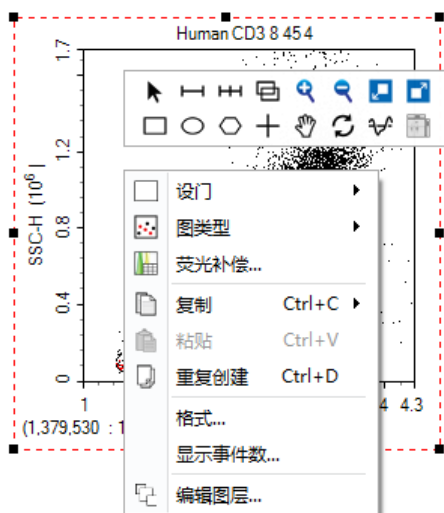 Human CD3 8 45 4
1.7
1.2
0.8
0.4
0
SSC-H (10⁶ )
设门
图类型
荧光补偿...
复制 Ctrl+C
粘贴 Ctrl+V
重复创建 Ctrl+D
格式...
显示事件数...
编辑图层...
1 4 4.3
(1,379,530 : 1